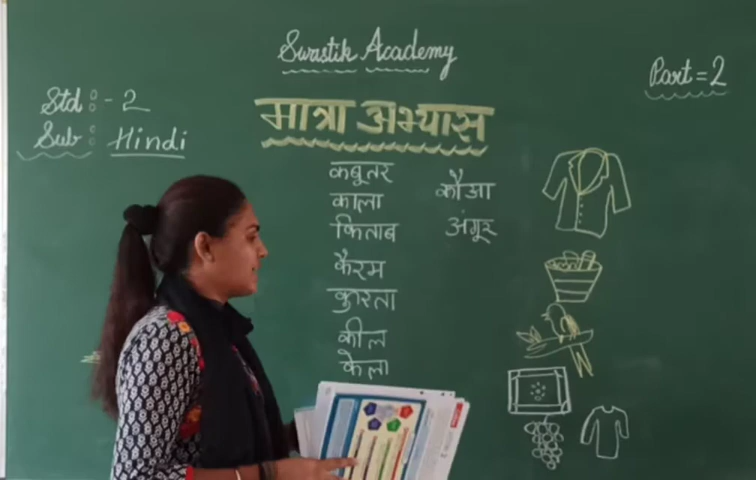 Swastik Academy
Part = 2
Std :- 2
Sub : Hindi
मात्रा अभ्यास
कबूतर
काला
किताब
कैरम
कुरता
कील
केला
कौआ
अंगूर